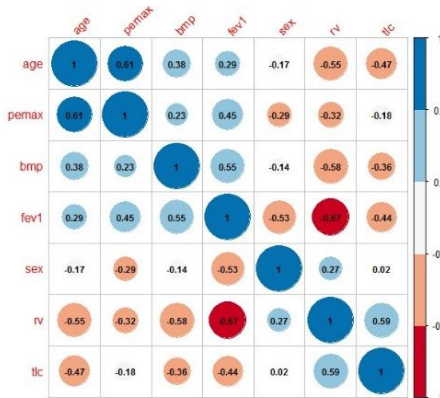 age pemax bmp fev1 sex rv tlc
age 1 0.61 0.38 0.29 -0.17 -0.55 -0.47
pemax 0.61 1 0.23 0.45 -0.29 -0.32 -0.18
bmp 0.38 0.23 1 0.55 -0.14 -0.58 -0.36
fev1 0.29 0.45 0.55 1 -0.53 -0.67 -0.44
sex -0.17 -0.29 -0.14 -0.53 1 0.27 0.02
rv -0.55 -0.32 -0.58 -0.67 0.27 1 0.59
tlc -0.47 -0.18 -0.36 -0.44 0.02 0.59 1